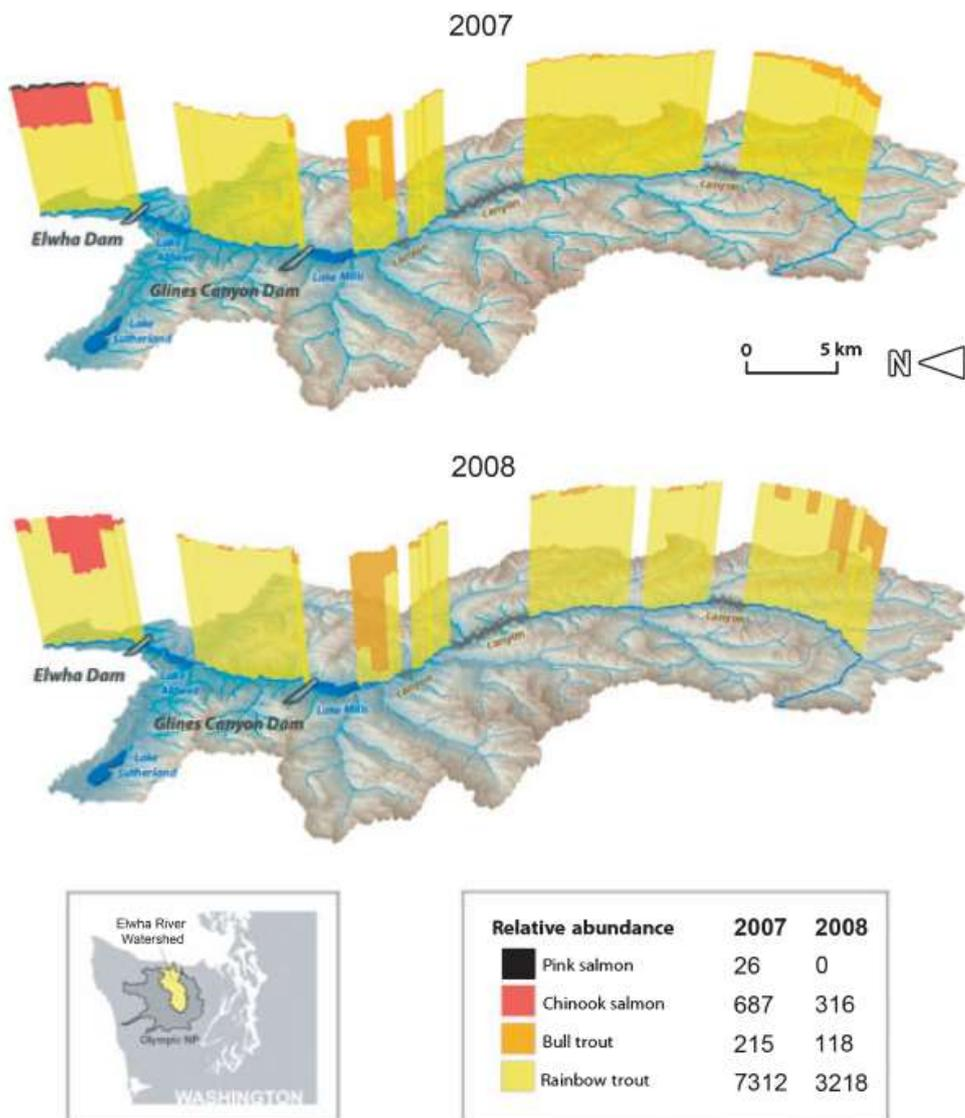 2007
Elwha Dam
Lake
Aldwell
Glines Canyon Dam
Lake Mills
Canyon
Canyon
Canyon
Lake
Sutherland
0 5 km
N
2008
Elwha Dam
Lake
Aldwell
Glines Canyon Dam
Lake Mills
Canyon
Canyon
Canyon
Lake
Sutherland
Elwha River
Watershed
Olympic NP
WASHINGTON
Relative abundance 2007 2008
Pink salmon 26 0
Chinook salmon 687 316
Bull trout 215 118
Rainbow trout 7312 3218